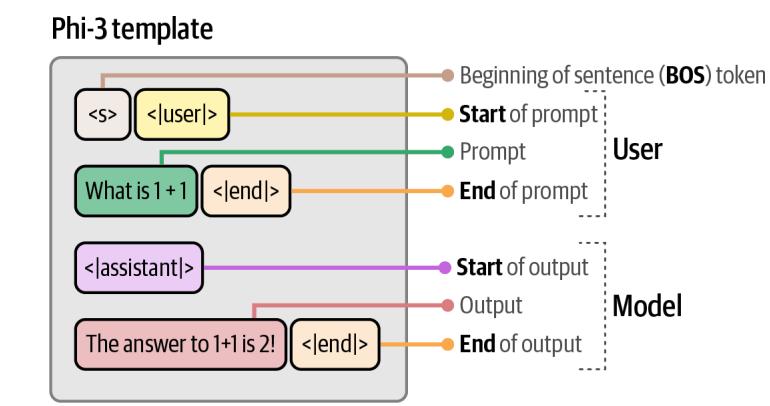 Phi-3 template
Beginning of sentence (BOS) token
<s> <|user|> Start of prompt
Prompt
User
What is 1 + 1 <|end|> End of prompt
<|assistant|> Start of output
Output
Model
The answer to 1+1 is 2! <|end|> End of output